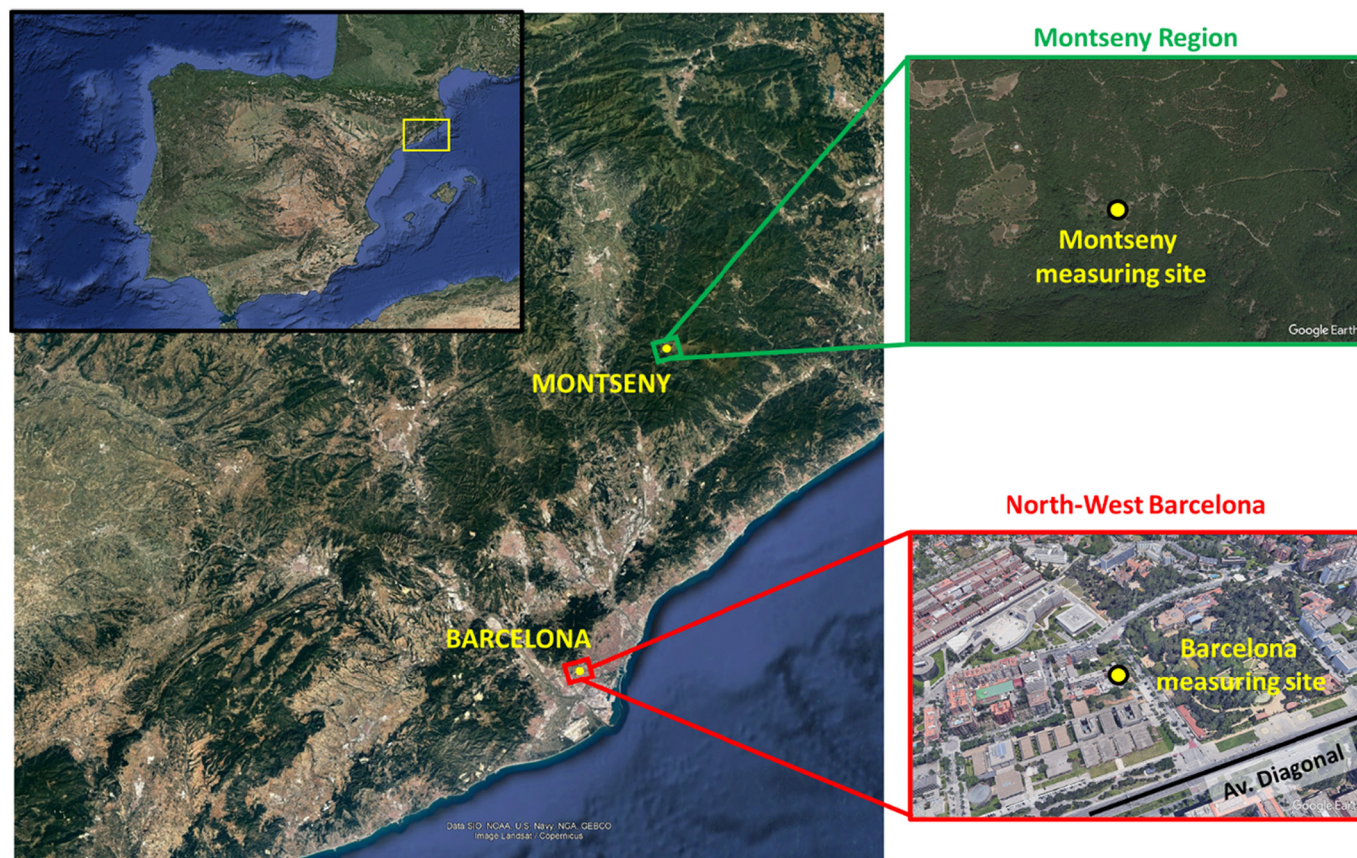 Montseny Region
Montseny
measuring site
Google Earth
MONTSENY
North-West Barcelona
BARCELONA
Barcelona
measuring site
Av. Diagonal
Google Earth
Data SIO, NOAA, U.S. Navy, NGA, GEBCO
Image Landsat / Copernicus